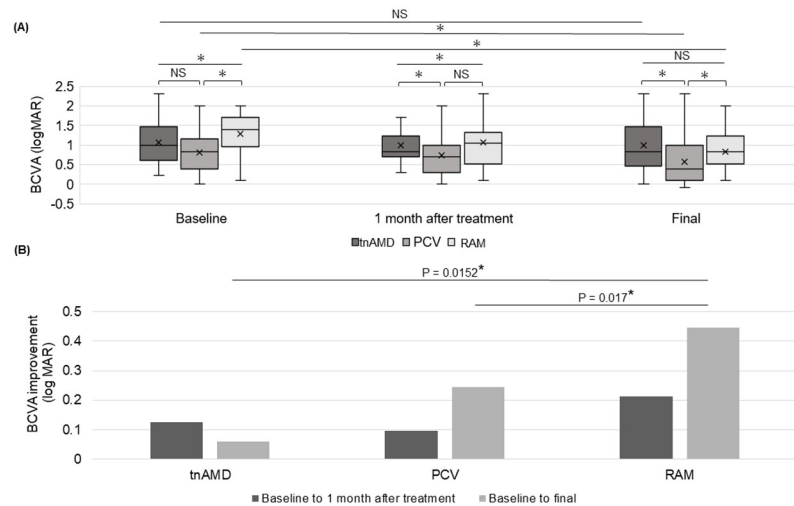 NS
(A)
*
*
* * NS *
NS * * NS * *
2.5
2
1.5
1
0.5
0
-0.5
BCVA (logMAR)
Baseline 1 month after treatment Final
tnAMD PCV RAM
(B)
P = 0.0152*
P = 0.017*
0.5
0.4
0.3
0.2
0.1
0
BCVA improvement
(log MAR)
tnAMD PCV RAM
Baseline to 1 month after treatment Baseline to final